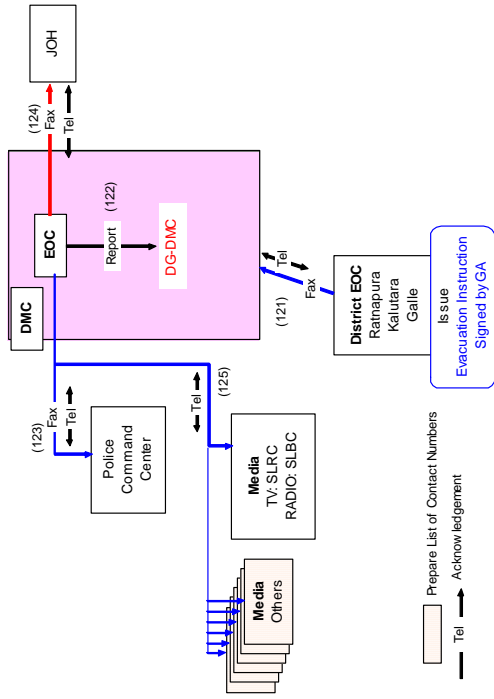 JOH
(124)
Fax
Tel
EOC
(122)
Report
DG-DMC
DMC
Tel
Fax
(121)
District EOC
Ratnapura
Kalutara
Galle
Issue
Evacuation Instruction
Signed by GA
(123)
Fax
Tel
Police
Command
Center
(125)
Tel
Media
TV: SLRC
RADIO: SLBC
Media
Others
Prepare List of Contact Numbers
Tel
Acknow ledgement